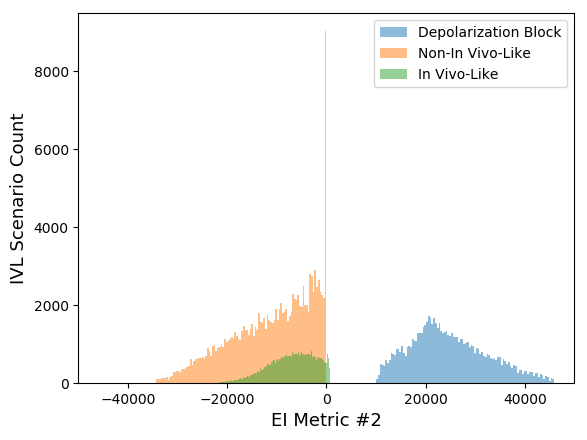 Depolarization Block
Non-In Vivo-Like
In Vivo-Like
8000
6000
4000
2000
0
IVL Scenario Count
−40000 −20000 0 20000 40000
EI Metric #2